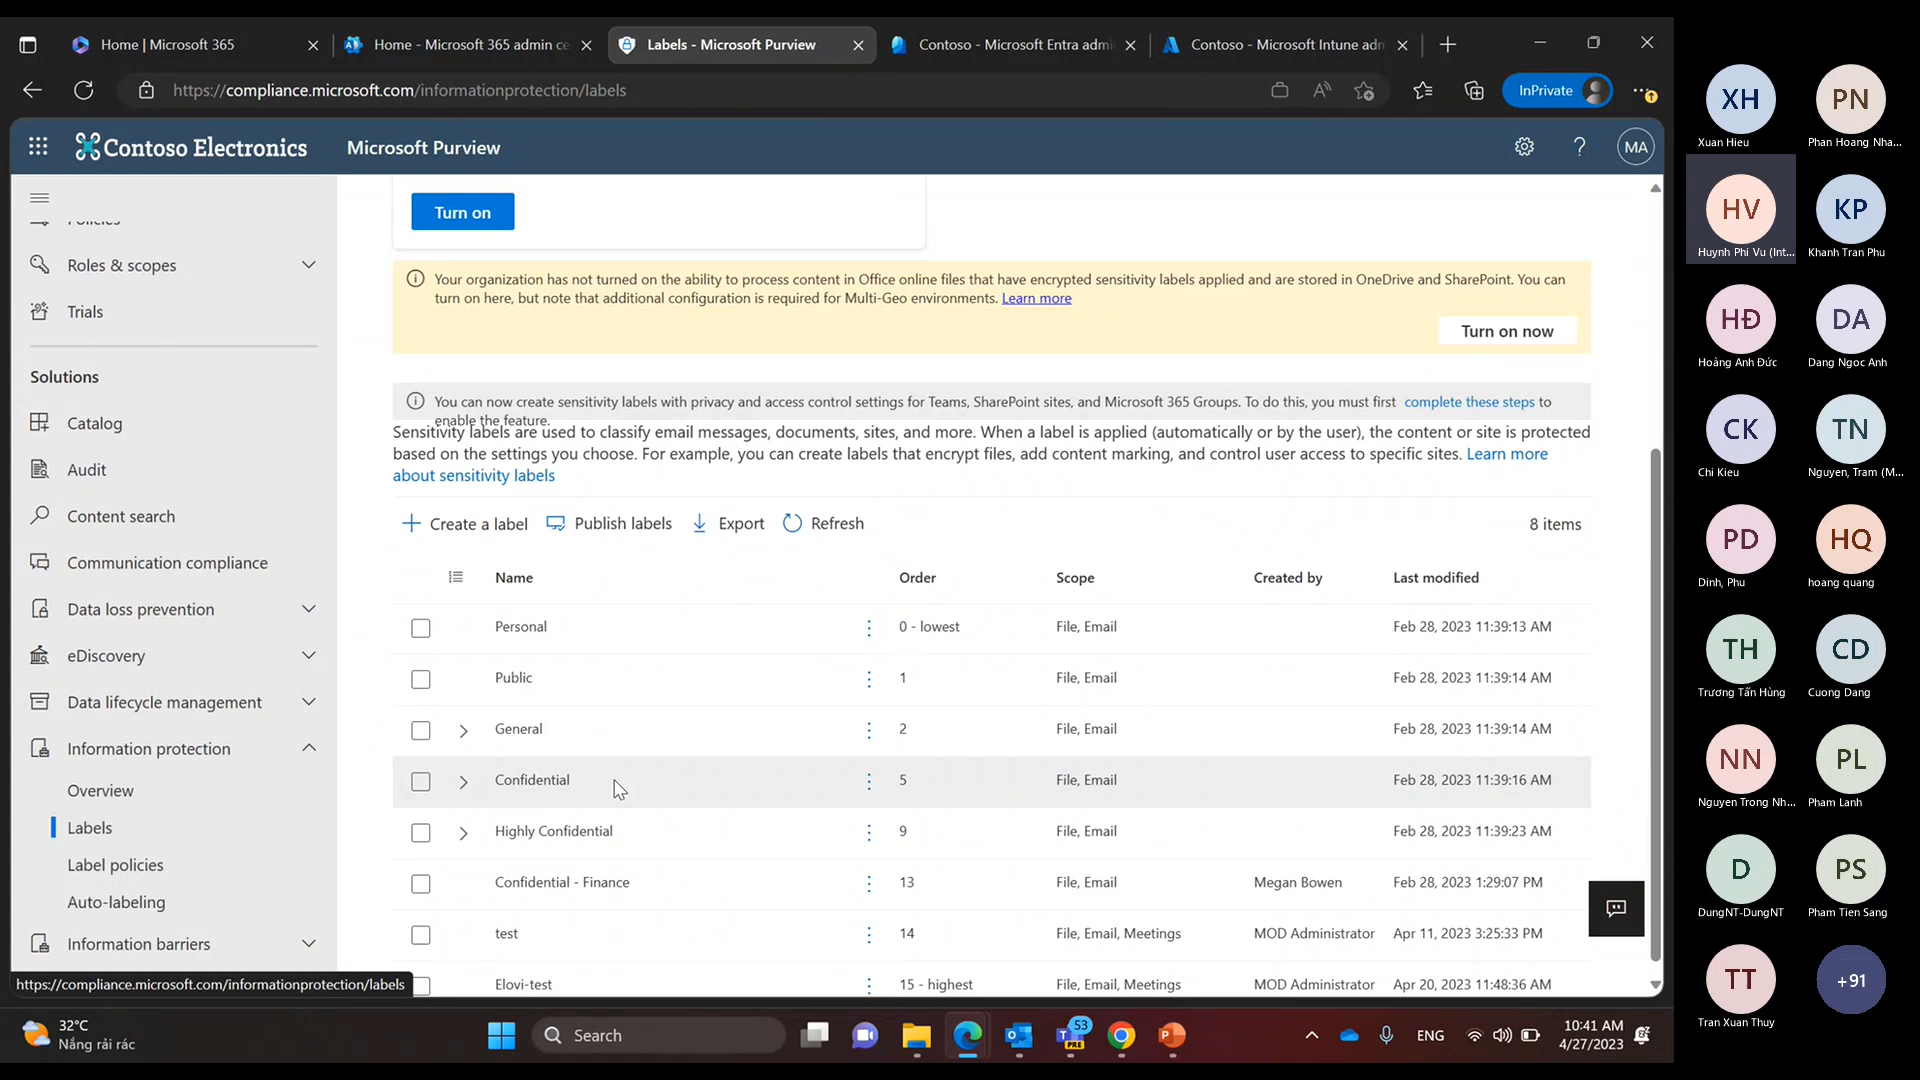 Home | Microsoft 365
Home - Microsoft 365 admin ce
Labels - Microsoft Purview
Contoso - Microsoft Entra admi
Contoso - Microsoft Intune adm
https://compliance.microsoft.com/informationprotection/labels
InPrivate
Contoso Electronics
Microsoft Purview
MA
Policies
Roles & scopes
Trials
Solutions
Catalog
Audit
Content search
Communication compliance
Data loss prevention
eDiscovery
Data lifecycle management
Information protection
Overview
Labels
Label policies
Auto-labeling
Information barriers
https://compliance.microsoft.com/informationprotection/labels
Turn on
Your organization has not turned on the ability to process content in Office online files that have encrypted sensitivity labels applied and are stored in OneDrive and SharePoint. You can
turn on here, but note that additional configuration is required for Multi-Geo environments. Learn more
Turn on now
You can now create sensitivity labels with privacy and access control settings for Teams, SharePoint sites, and Microsoft 365 Groups. To do this, you must first complete these steps to
enable the feature.
Sensitivity labels are used to classify email messages, documents, sites, and more. When a label is applied (automatically or by the user), the content or site is protected
based on the settings you choose. For example, you can create labels that encrypt files, add content marking, and control user access to specific sites. Learn more
about sensitivity labels
Create a label Publish labels Export Refresh 8 items
Name Order Scope Created by Last modified
Personal 0 - lowest File, Email Feb 28, 2023 11:39:13 AM
Public 1 File, Email Feb 28, 2023 11:39:14 AM
General 2 File, Email Feb 28, 2023 11:39:14 AM
Confidential 5 File, Email Feb 28, 2023 11:39:16 AM
Highly Confidential 9 File, Email Feb 28, 2023 11:39:23 AM
Confidential - Finance 13 File, Email Megan Bowen Feb 28, 2023 1:29:07 PM
test 14 File, Email, Meetings MOD Administrator Apr 11, 2023 3:25:33 PM
Elovi-test 15 - highest File, Email, Meetings MOD Administrator Apr 20, 2023 11:48:36 AM
32°C
Nắng rải rác
Search
53
PRE
ENG
10:41 AM
4/27/2023
XH PN
Xuan Hieu Phan Hoang Nha...
HV KP
Huynh Phi Vu (Int... Khanh Tran Phu
HĐ DA
Hoàng Anh Đức Dang Ngoc Anh
CK TN
Chi Kieu Nguyen, Tram (M...
PD HQ
Dinh, Phu hoang quang
TH CD
Trương Tấn Hùng Cuong Dang
NN PL
Nguyen Trong Nh... Pham Lanh
D PS
DungNT-DungNT Pham Tien Sang
TT +91
Tran Xuan Thuy